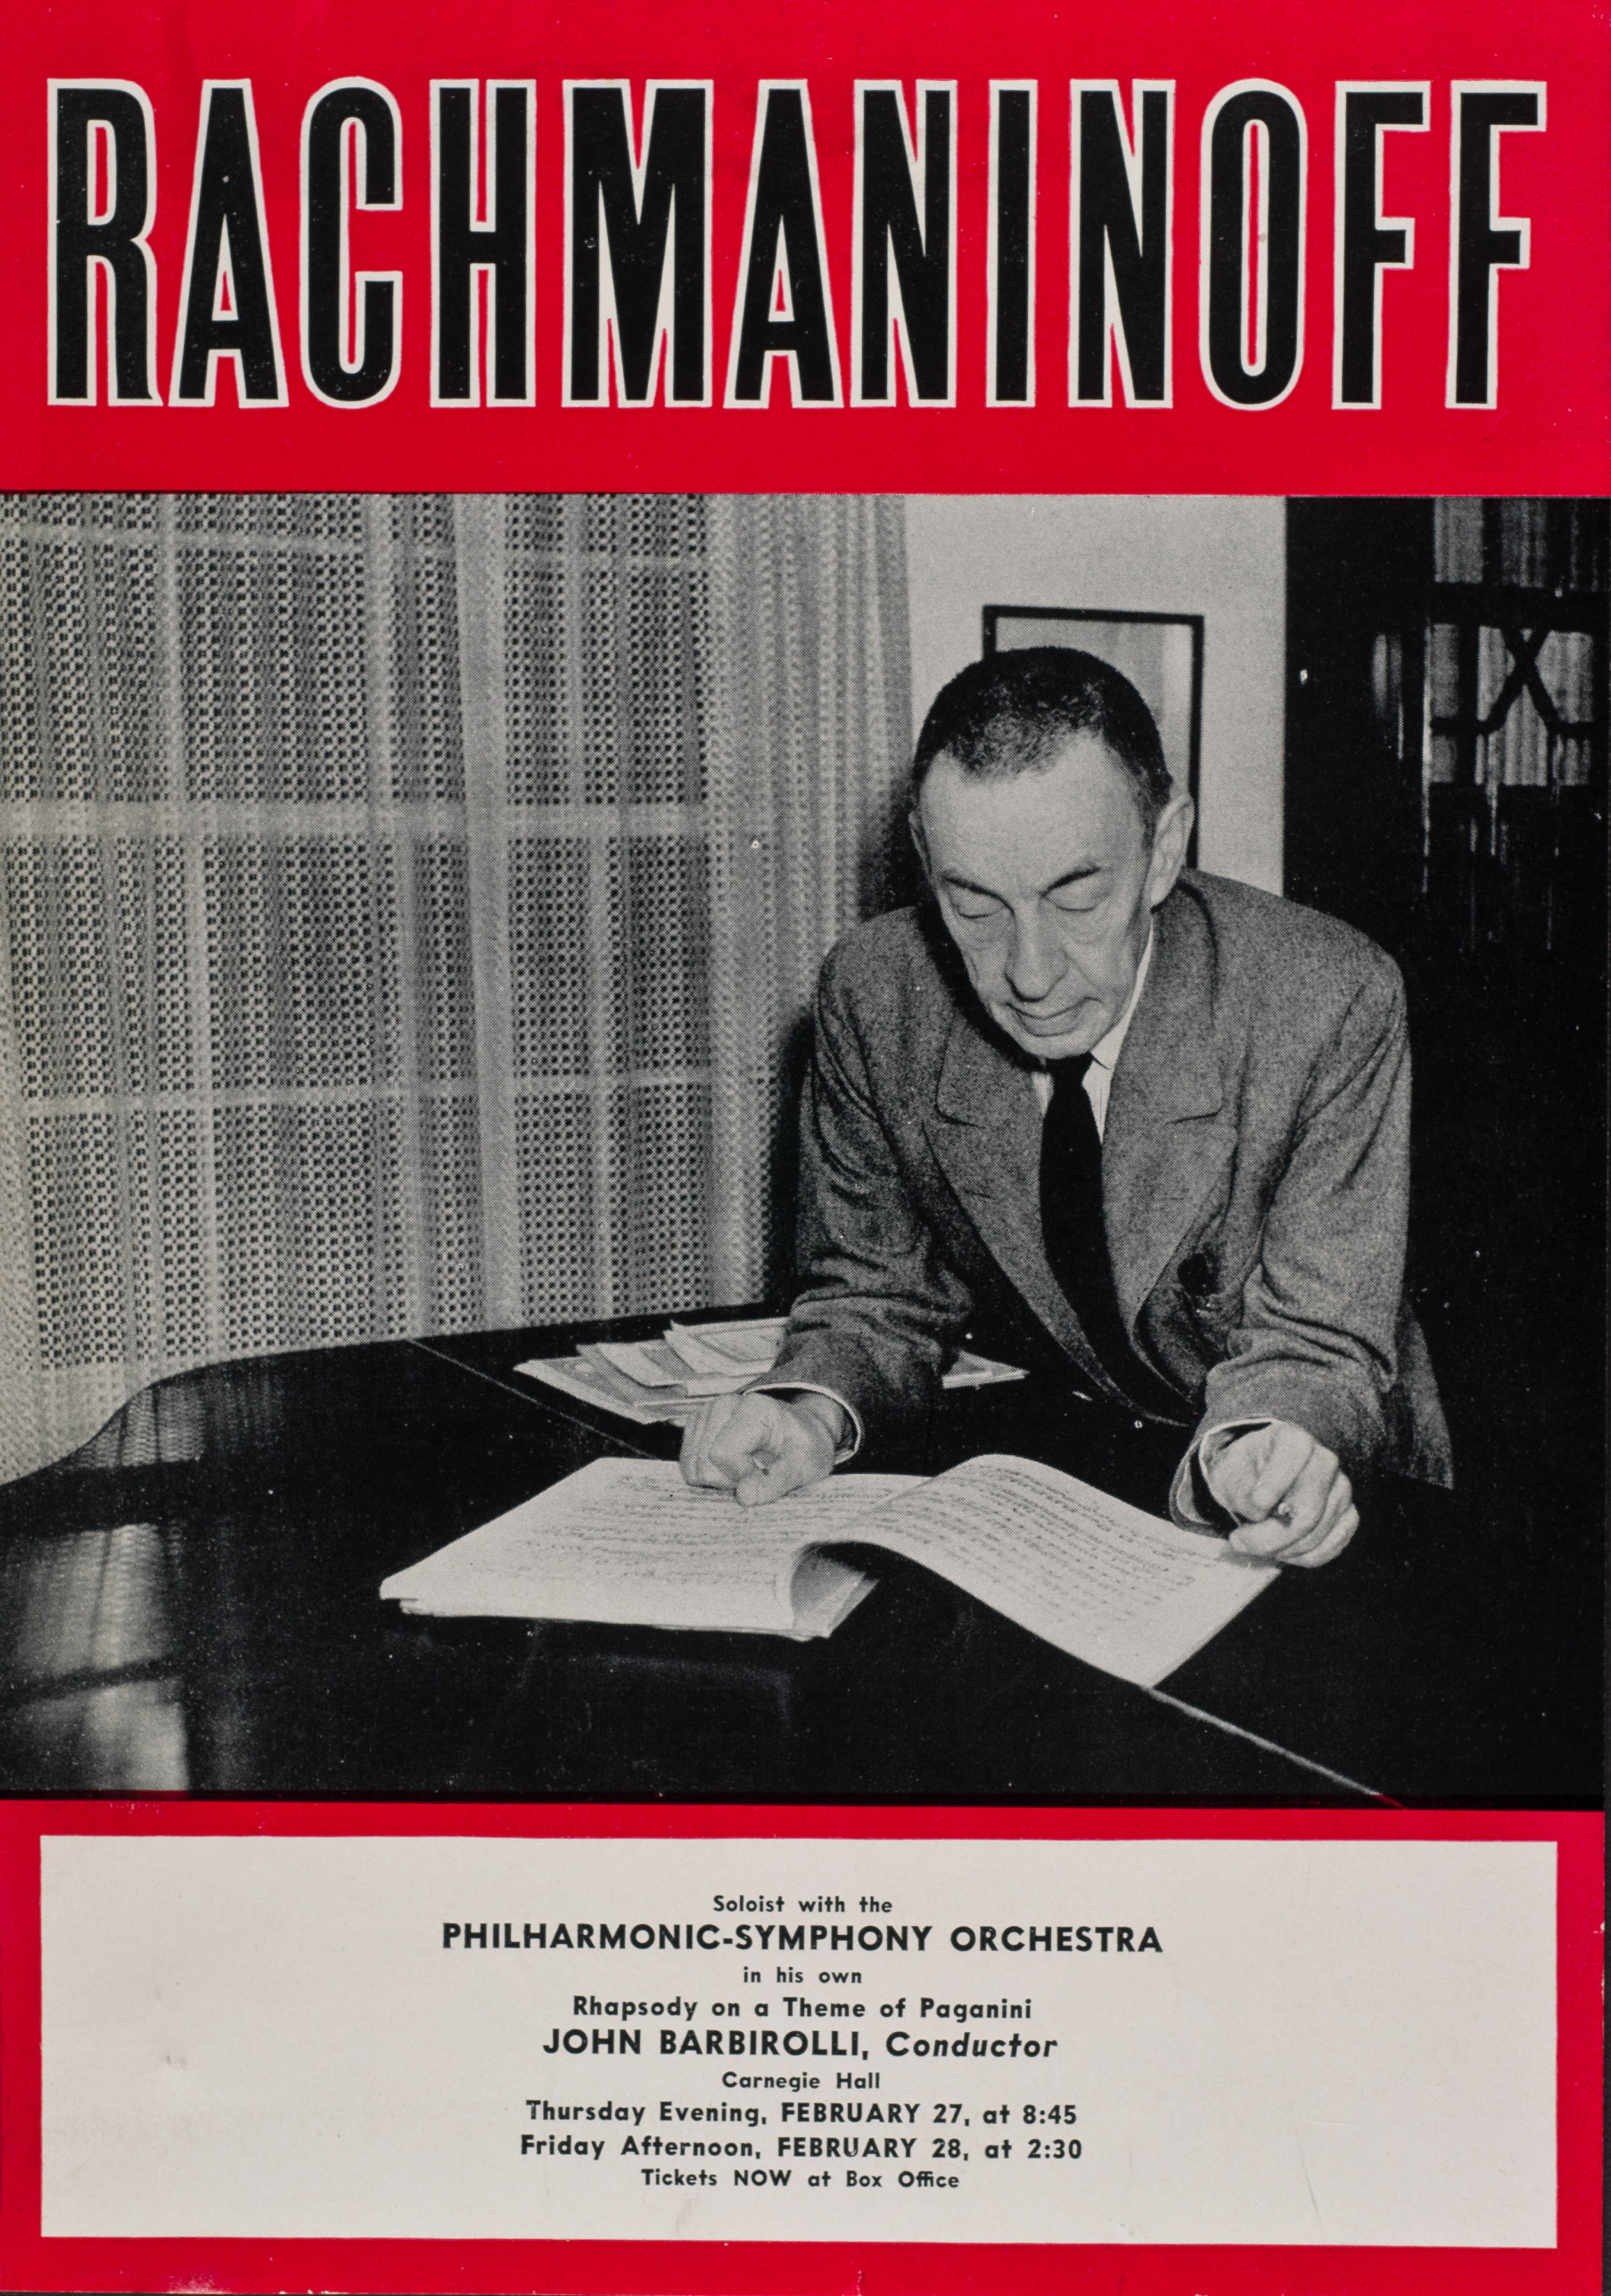 RACHMANINOFF
Soloist with the
PHILHARMONIC-SYMPHONY ORCHESTRA
in his own
Rhapsody on a Theme of Paganini
JOHN BARBIROLLI, Conductor
Carnegie Hall
Thursday Evening, FEBRUARY 27, at 8:45
Friday Afternoon, FEBRUARY 28, at 2:30
Tickets NOW at Box Office